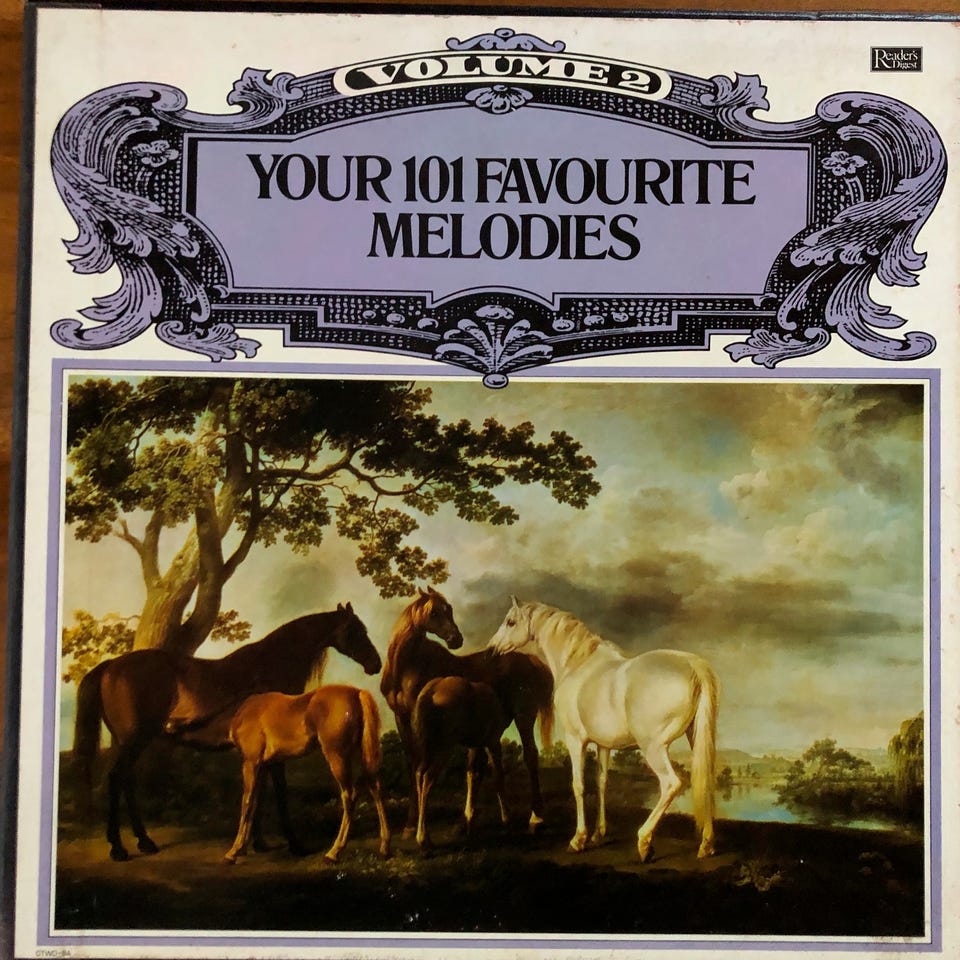 VOLUME 2
Reader's
Digest
YOUR 101 FAVOURITE
MELODIES